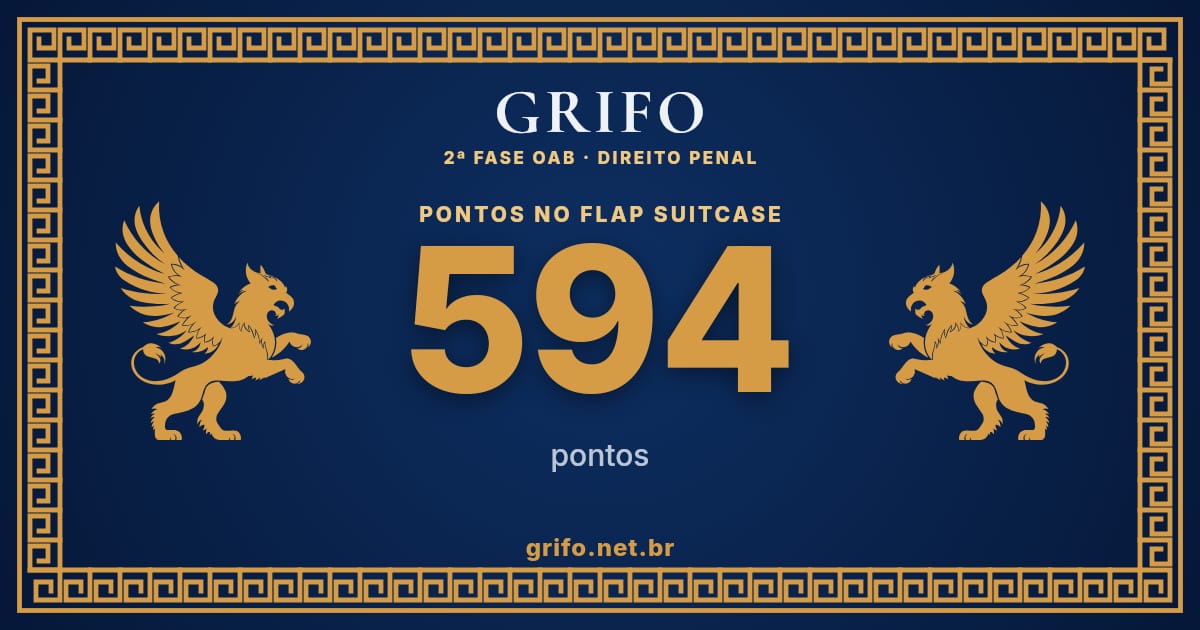 GRIFO
2ª FASE OAB · DIREITO PENAL
PONTOS NO FLAP SUITCASE
594
pontos
grifo.net.br